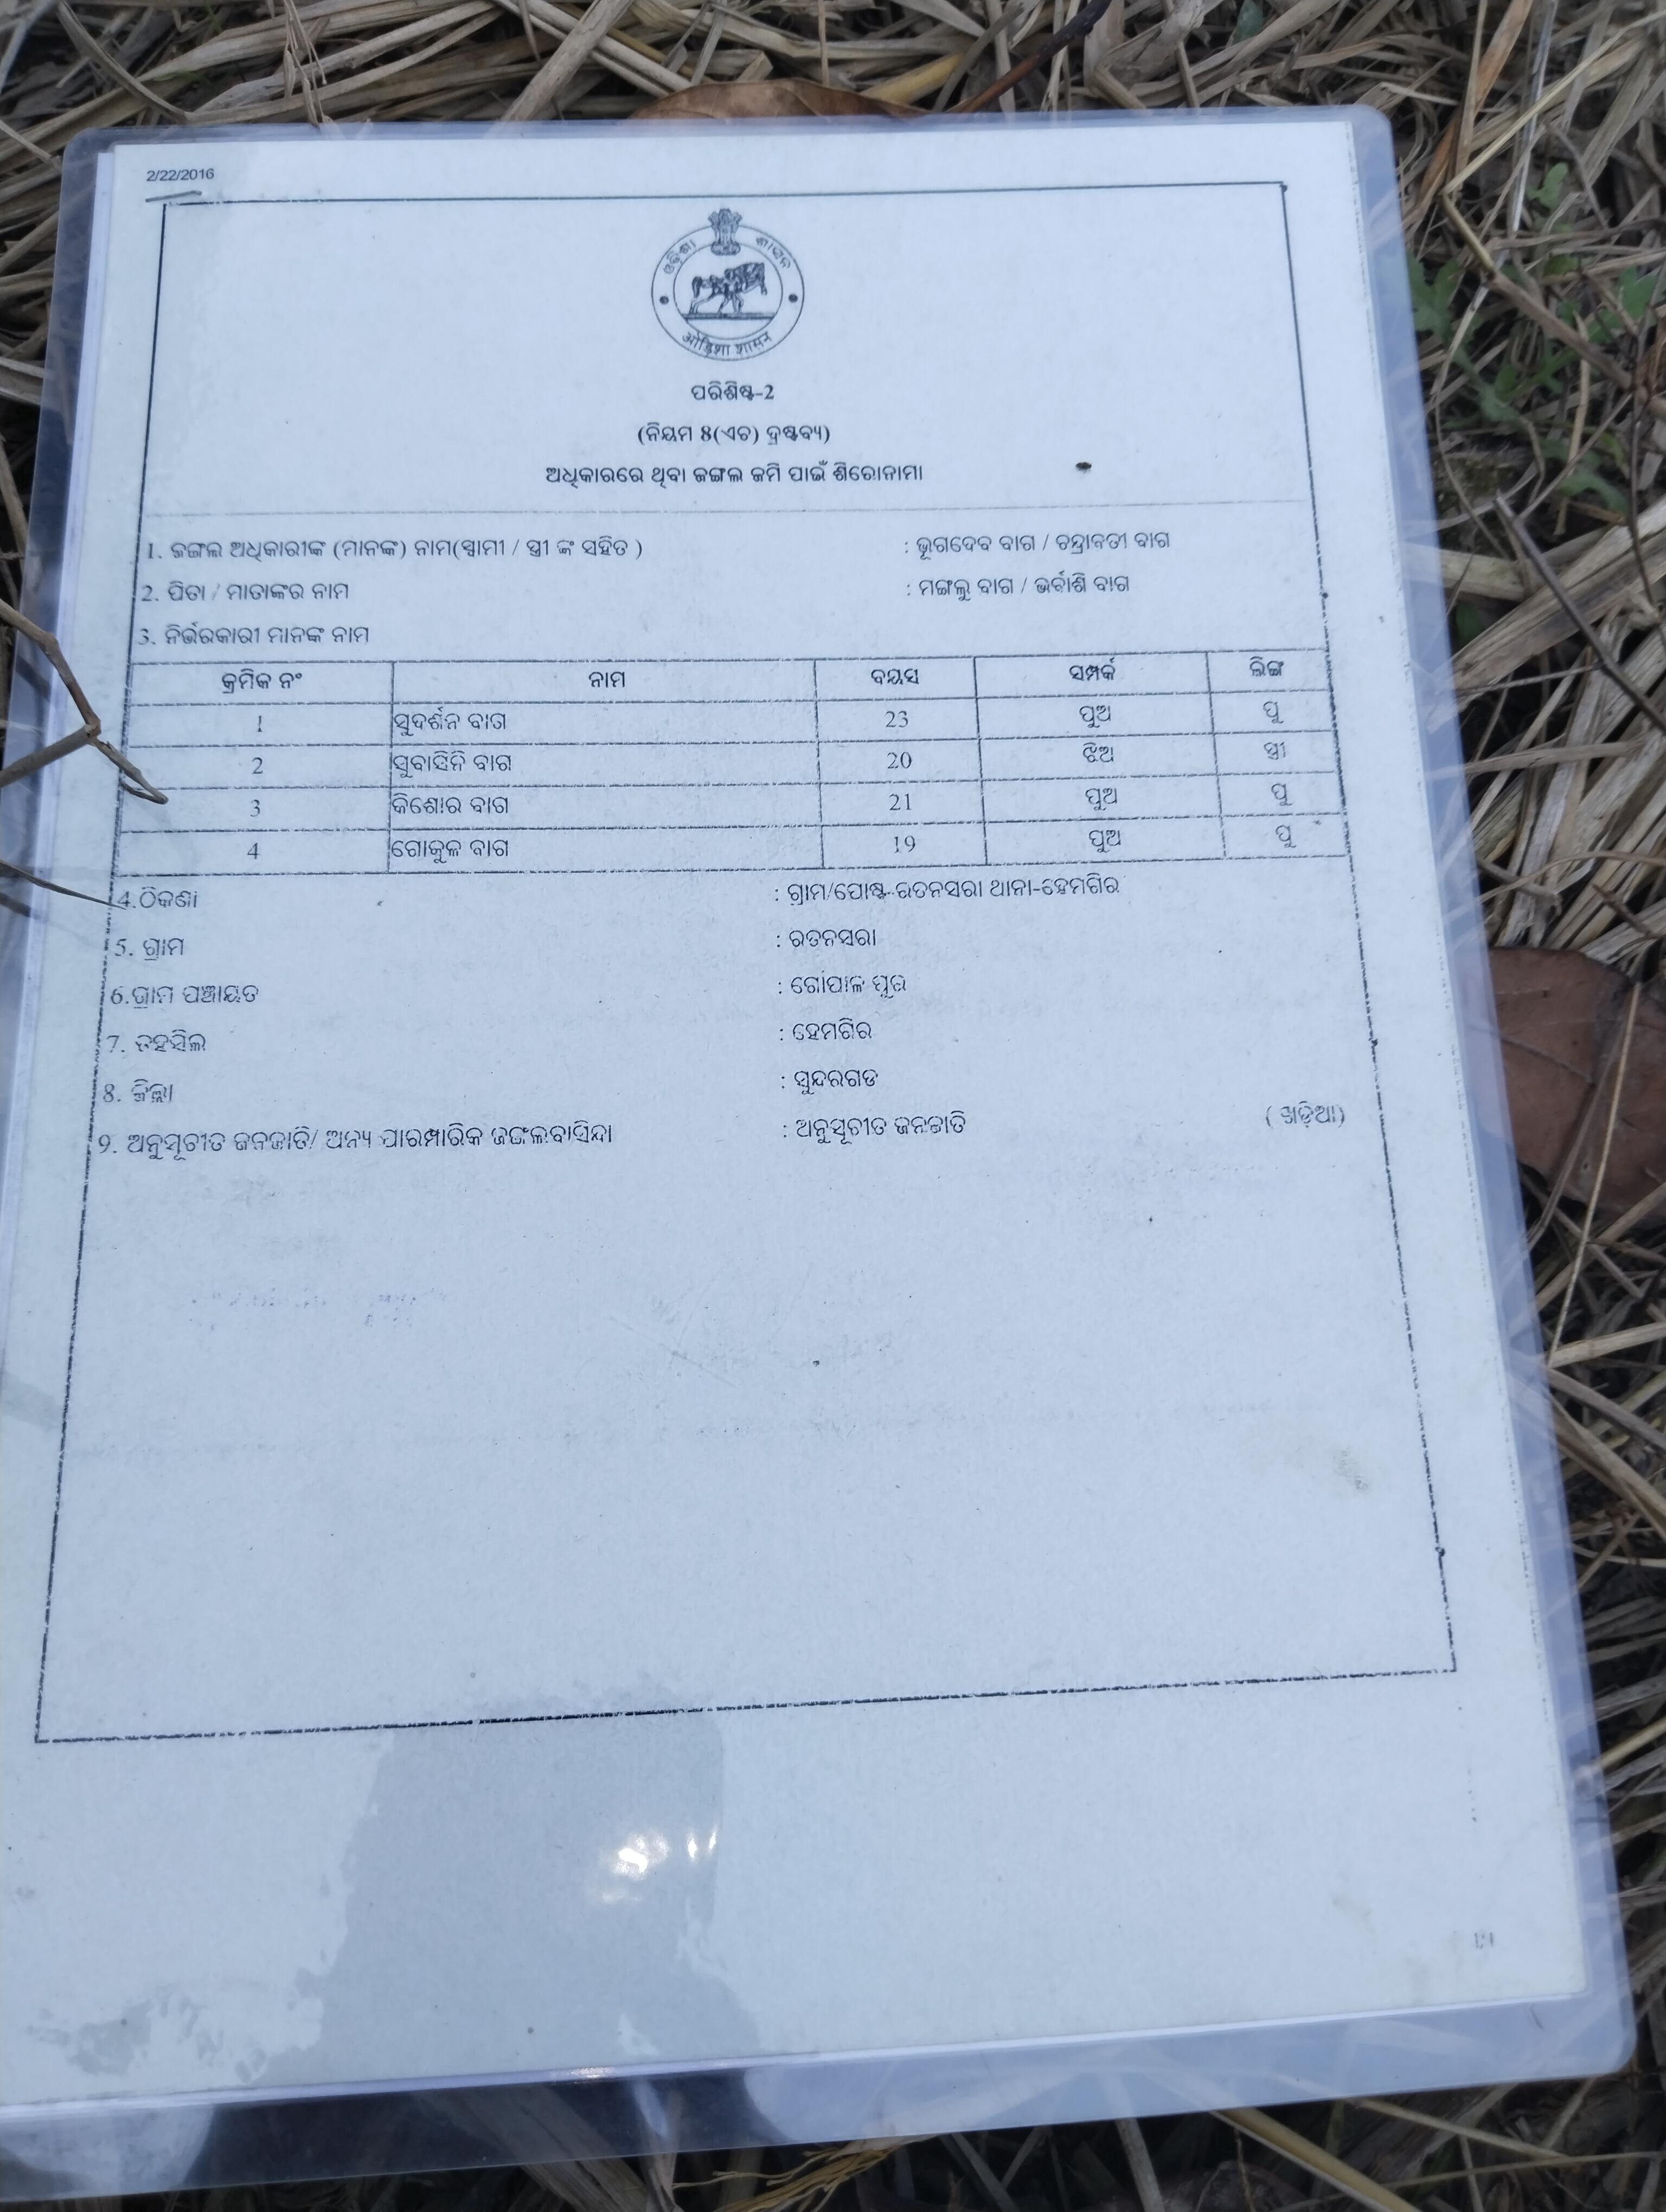 2/22/2016
ଓଡ଼ିଶା ଶାସନ
ओड़िशा शासन
ପରିଶିଷ୍ଟ-2
(ନିୟମ 8(ଏଚ) ଦ୍ରଷ୍ଟବ୍ୟ)
ଅଧିକାରରେ ଥିବା ଜଙ୍ଗଲ ଜମି ପାଇଁ ଶିରୋନାମା
1. ଜଙ୍ଗଲ ଅଧିକାରୀଙ୍କ (ମାନଙ୍କ) ନାମ(ସ୍ୱାମୀ / ସ୍ତ୍ରୀ ଙ୍କ ସହିତ ) : ଭୂଗଦେବ ବାଗ / ଚନ୍ଦ୍ରାବତୀ ବାଗ
2. ପିତା / ମାତାଙ୍କର ନାମ : ମଙ୍ଗଲୁ ବାଗ / ଭର୍ବାଶି ବାଗ
3. ନିର୍ଭରକାରୀ ମାନଙ୍କ ନାମ
କ୍ରମିକ ନଂ ନାମ ବୟସ ସମ୍ପର୍କ ଲିଙ୍ଗ
1 ସୁଦର୍ଶନ ବାଗ 23 ପୁଅ ପୁ
2 ସୁବାସିନି ବାଗ 20 ଝିଅ ସ୍ତ୍ରୀ
3 କିଶୋର ବାଗ 21 ପୁଅ ପୁ
4 ଗୋକୁଳ ବାଗ 19 ପୁଅ ପୁ
4.ଠିକଣା : ଗ୍ରାମ/ପୋଷ୍ଟ-ରତନସରା ଥାନା-ହେମଗିର
5. ଗ୍ରାମ : ରତନସରା
6.ଗ୍ରାମ ପଞ୍ଚାୟତ : ଗୋପାଳ ପୁର
7. ତହସିଲ : ହେମଗିର
8. ଜିଲ୍ଲା : ସୁନ୍ଦରଗଡ
9. ଅନୁସୂଚୀତ ଜନଜାତି/ ଅନ୍ୟ ପାରମ୍ପାରିକ ଜଙ୍ଗଲବାସିନ୍ଦା : ଅନୁସୂଚୀତ ଜନଜାତି ( ଖଡ଼ିଆ)